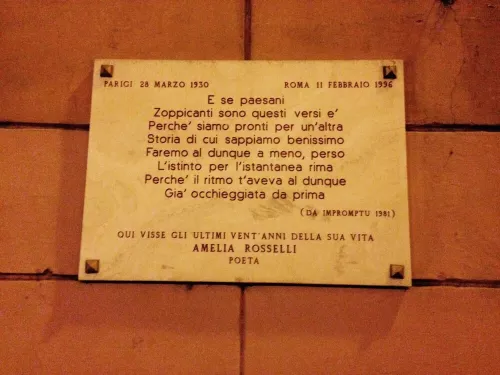 PARIGI 28 MARZO 1930 ROMA 11 FEBBRAIO 1996
E se paesani
Zoppicanti sono questi versi e'
Perche' siamo pronti per un'altra
Storia di cui sappiamo benissimo
Faremo al dunque a meno, perso
L'istinto per l'istantanea rima
Perche' il ritmo t'aveva al dunque
Gia' occhieggiata da prima
(DA IMPROMPTU 1981)
QUI VISSE GLI ULTIMI VENT'ANNI DELLA SUA VITA
AMELIA ROSSELLI
POETA